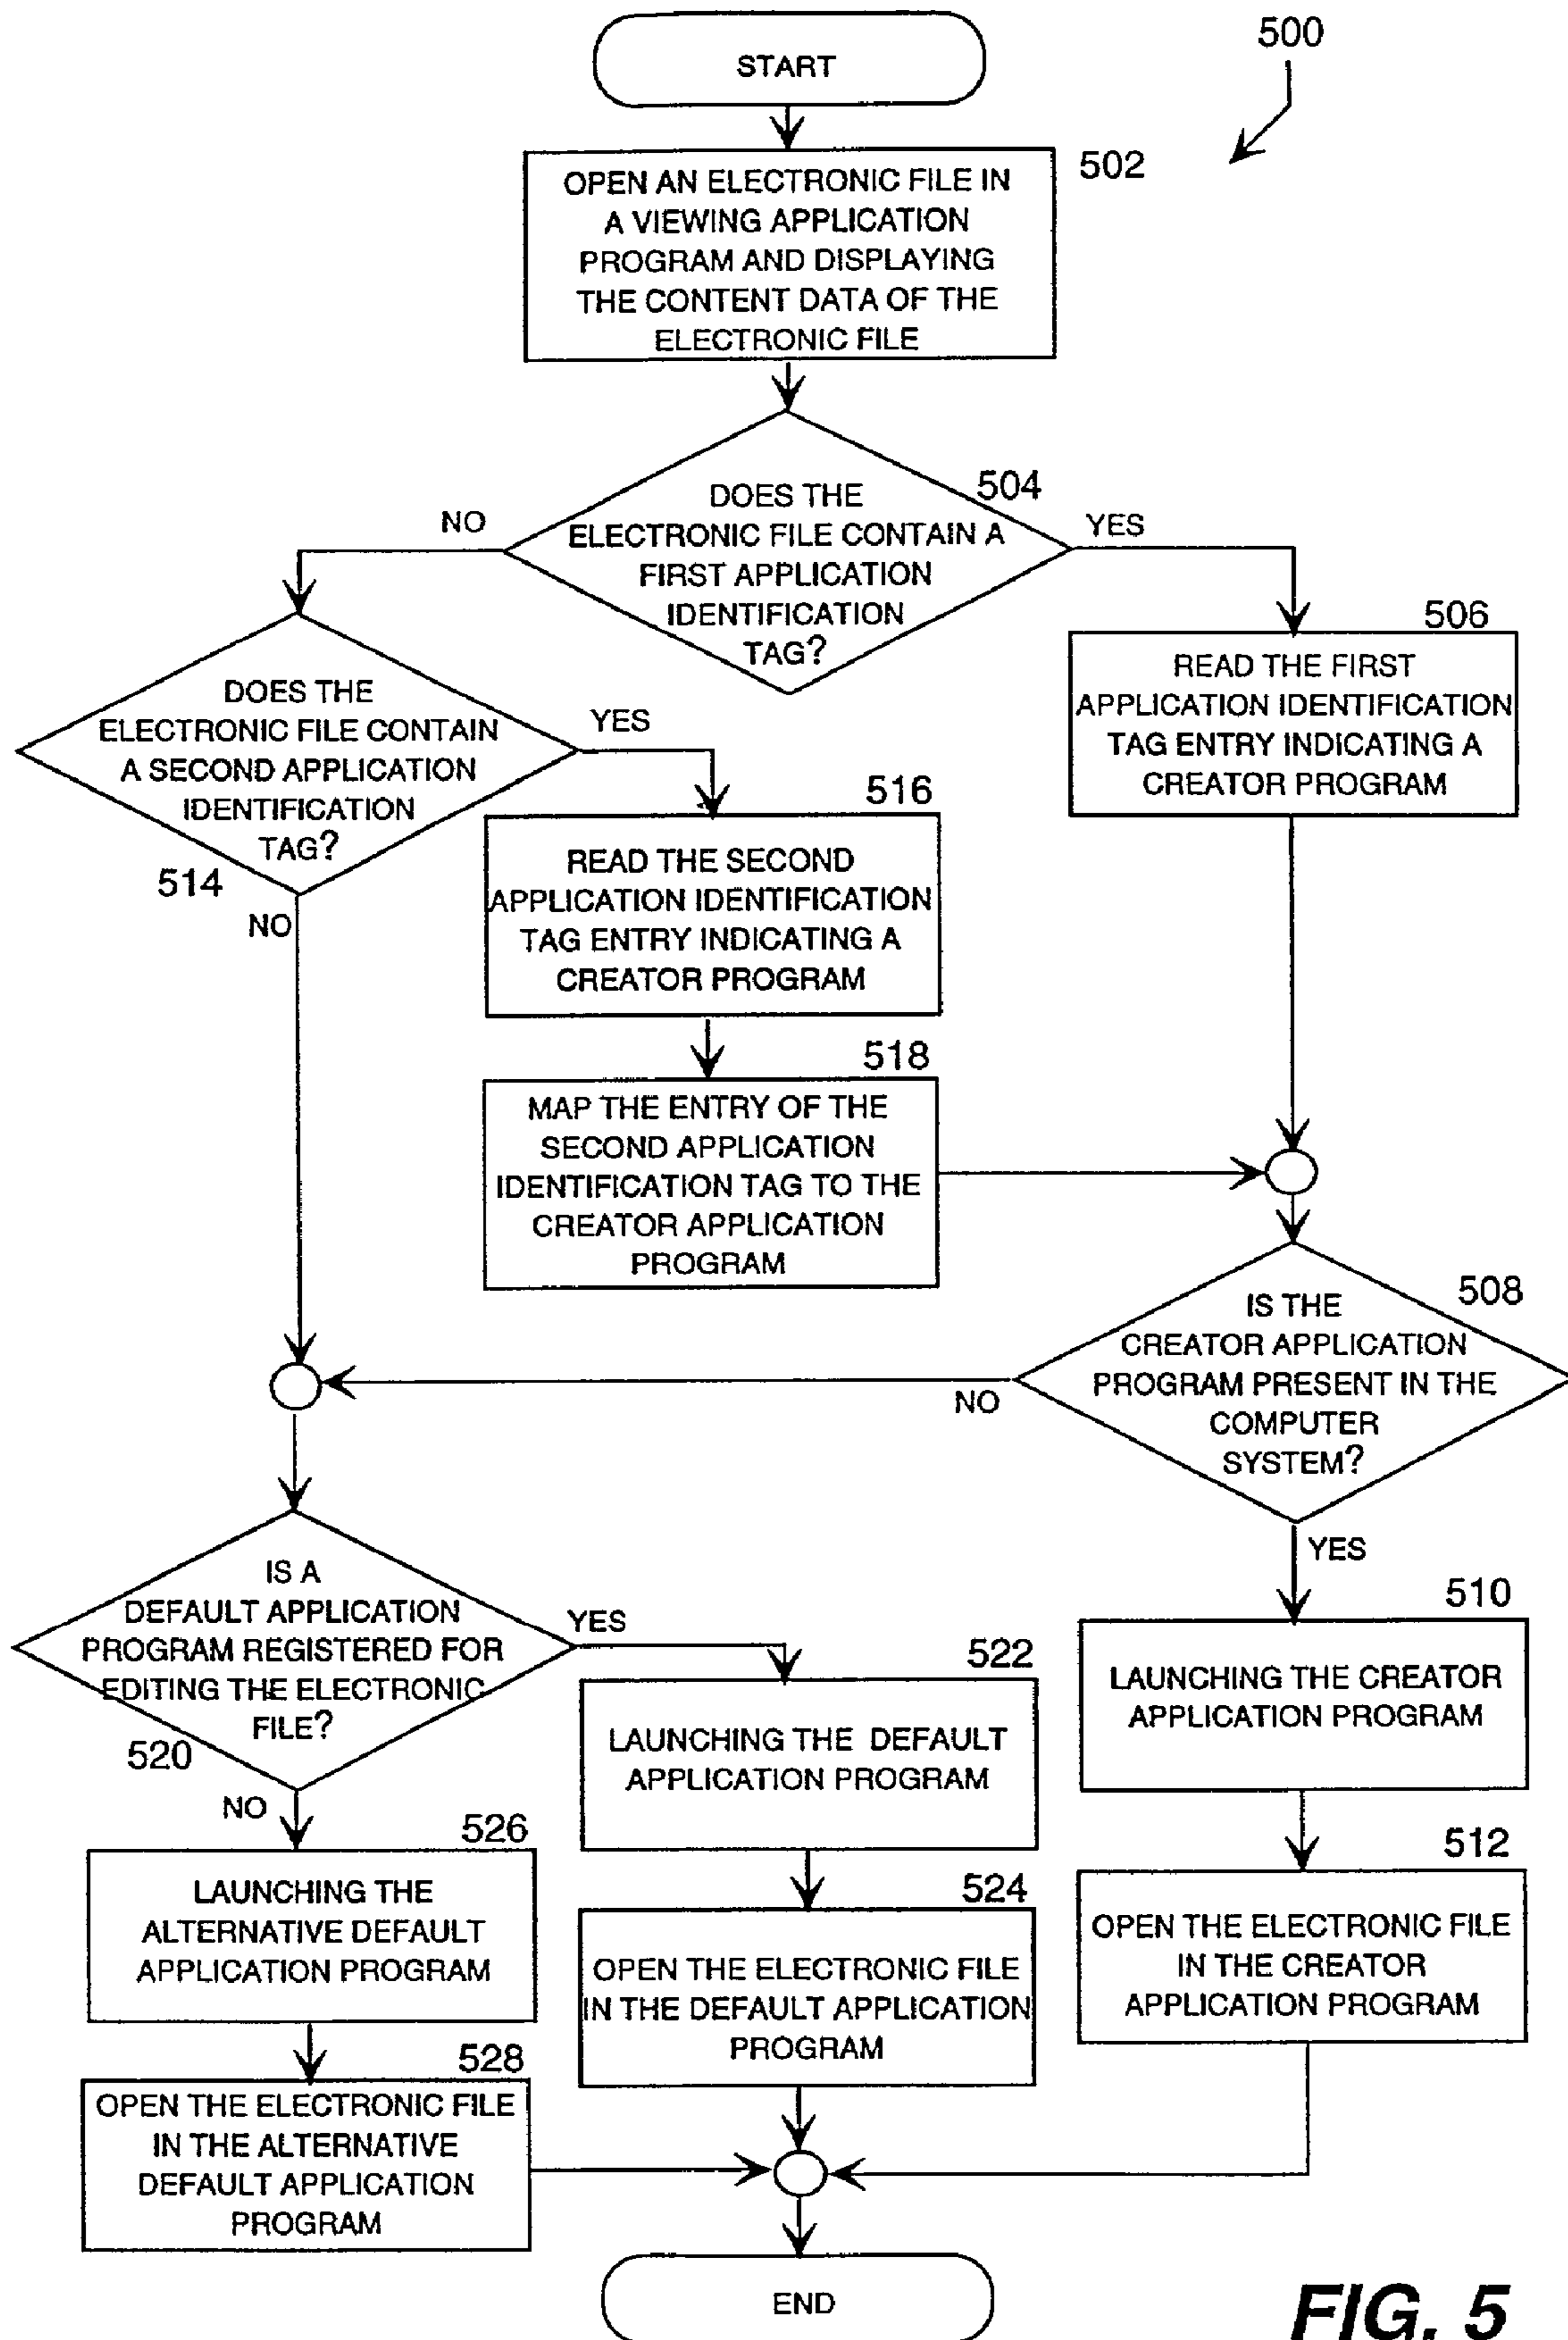 START
500
502
OPEN AN ELECTRONIC FILE IN
A VIEWING APPLICATION
PROGRAM AND DISPLAYING
THE CONTENT DATA OF THE
ELECTRONIC FILE
504
DOES THE
ELECTRONIC FILE CONTAIN A
FIRST APPLICATION
IDENTIFICATION
TAG?
NO
YES
506
READ THE FIRST
APPLICATION IDENTIFICATION
TAG ENTRY INDICATING A
CREATOR PROGRAM
DOES THE
ELECTRONIC FILE CONTAIN
A SECOND APPLICATION
IDENTIFICATION
TAG?
514
YES
NO
516
READ THE SECOND
APPLICATION IDENTIFICATION
TAG ENTRY INDICATING A
CREATOR PROGRAM
518
MAP THE ENTRY OF THE
SECOND APPLICATION
IDENTIFICATION TAG TO THE
CREATOR APPLICATION
PROGRAM
508
IS THE
CREATOR APPLICATION
PROGRAM PRESENT IN THE
COMPUTER
SYSTEM?
NO
YES
IS A
DEFAULT APPLICATION
PROGRAM REGISTERED FOR
EDITING THE ELECTRONIC
FILE?
520
YES
NO
522
LAUNCHING THE DEFAULT
APPLICATION PROGRAM
510
LAUNCHING THE CREATOR
APPLICATION PROGRAM
526
LAUNCHING THE
ALTERNATIVE DEFAULT
APPLICATION PROGRAM
524
OPEN THE ELECTRONIC FILE
IN THE DEFAULT APPLICATION
PROGRAM
512
OPEN THE ELECTRONIC FILE
IN THE CREATOR
APPLICATION PROGRAM
528
OPEN THE ELECTRONIC FILE
IN THE ALTERNATIVE
DEFAULT APPLICATION
PROGRAM
END
FIG. 5